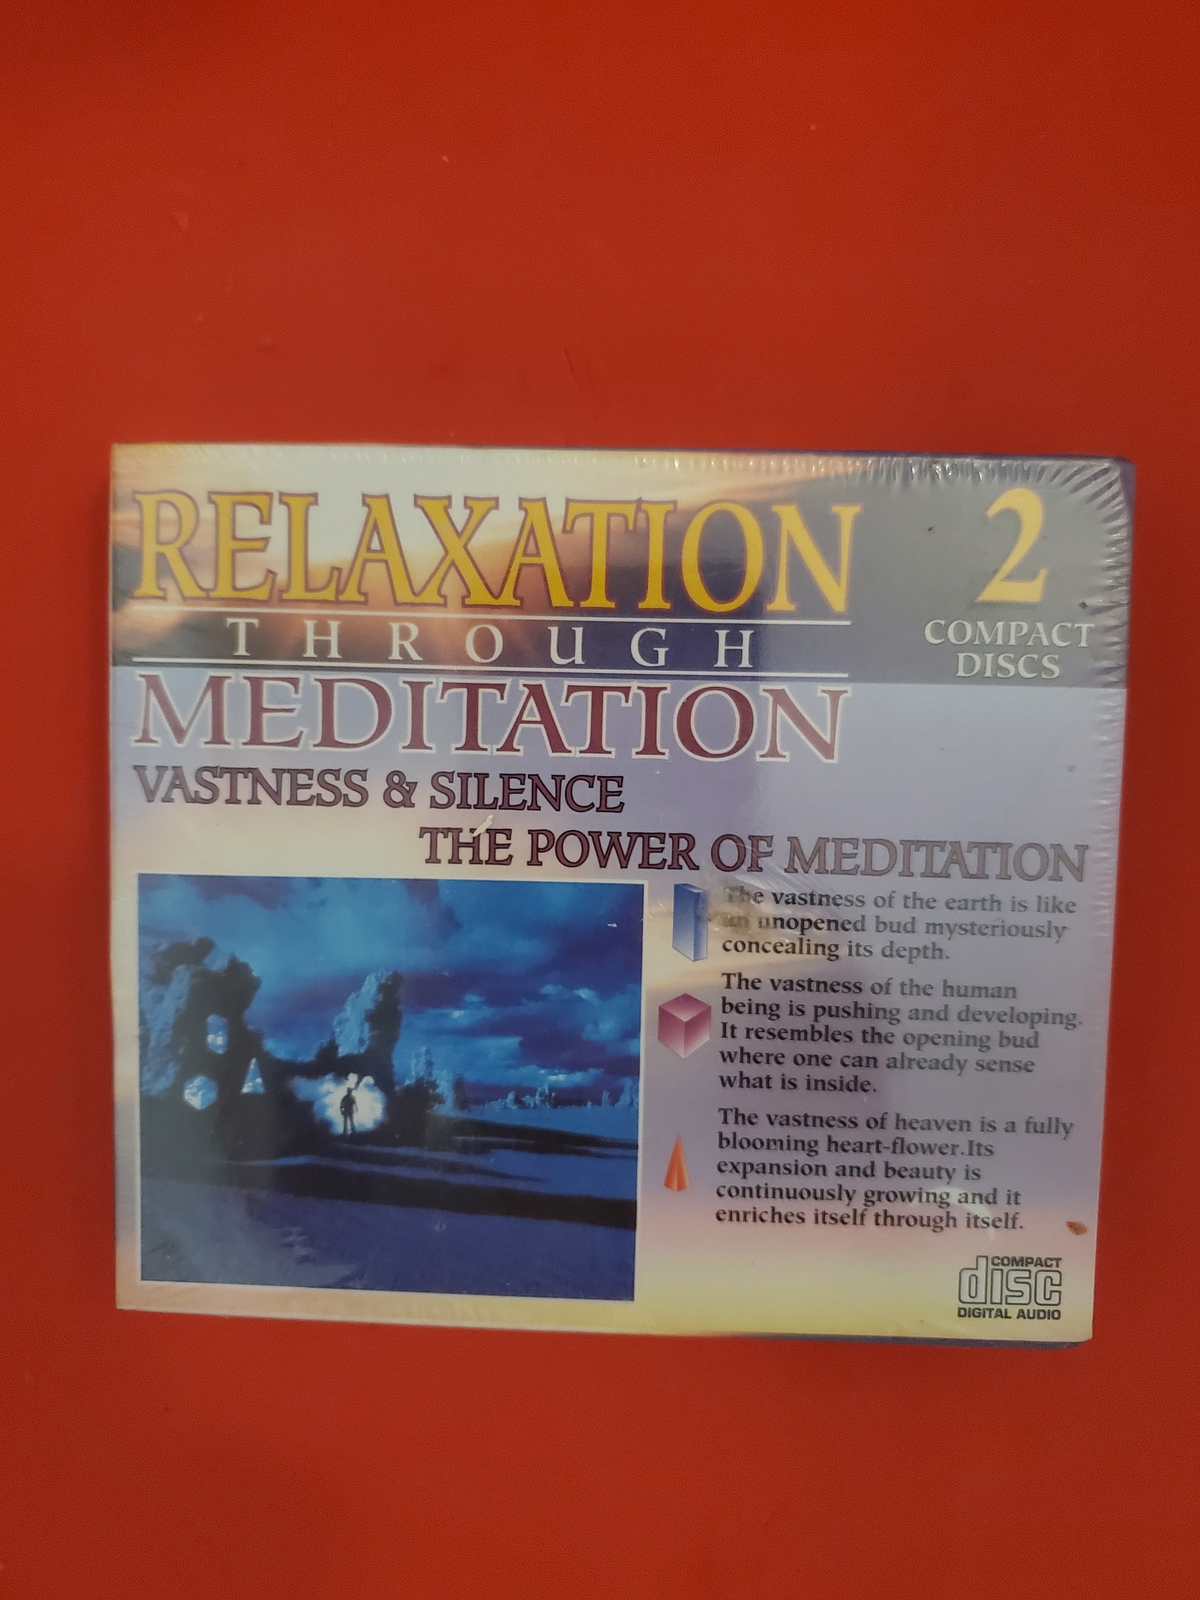 RELAXATION
THROUGH
MEDITATION
2
COMPACT
DISCS
VASTNESS & SILENCE
THE POWER OF MEDITATION
The vastness of the earth is like
an unopened bud mysteriously
concealing its depth.
The vastness of the human
being is pushing and developing.
It resembles the opening bud
where one can already sense
what is inside.
The vastness of heaven is a fully
blooming heart-flower.Its
expansion and beauty is
continuously growing and it
enriches itself through itself.
COMPACT
disc
DIGITAL AUDIO